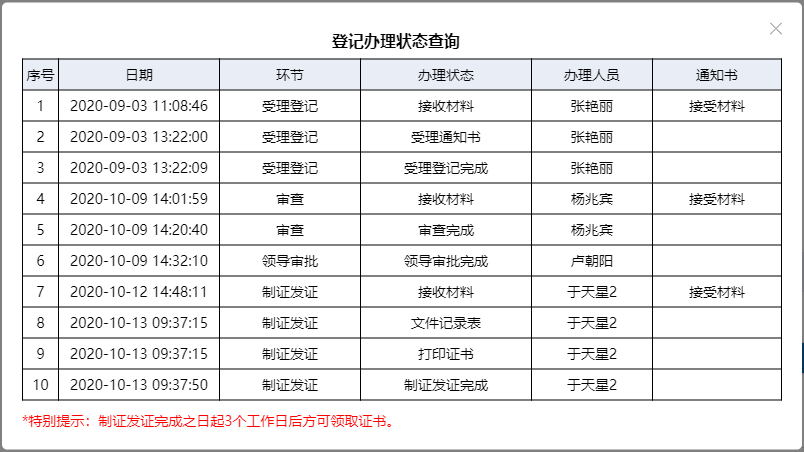 登记办理状态查询
序号 日期 环节 办理状态 办理人员 通知书
1 2020-09-03 11:08:46 受理登记 接收材料 张艳丽 接受材料
2 2020-09-03 13:22:00 受理登记 受理通知书 张艳丽
3 2020-09-03 13:22:09 受理登记 受理登记完成 张艳丽
4 2020-10-09 14:01:59 审查 接收材料 杨兆宾 接受材料
5 2020-10-09 14:20:40 审查 审查完成 杨兆宾
6 2020-10-09 14:32:10 领导审批 领导审批完成 卢朝阳
7 2020-10-12 14:48:11 制证发证 接收材料 于天星2 接受材料
8 2020-10-13 09:37:15 制证发证 文件记录表 于天星2
9 2020-10-13 09:37:15 制证发证 打印证书 于天星2
10 2020-10-13 09:37:50 制证发证 制证发证完成 于天星2
*特别提示：制证发证完成之日起3个工作日后方可领取证书。